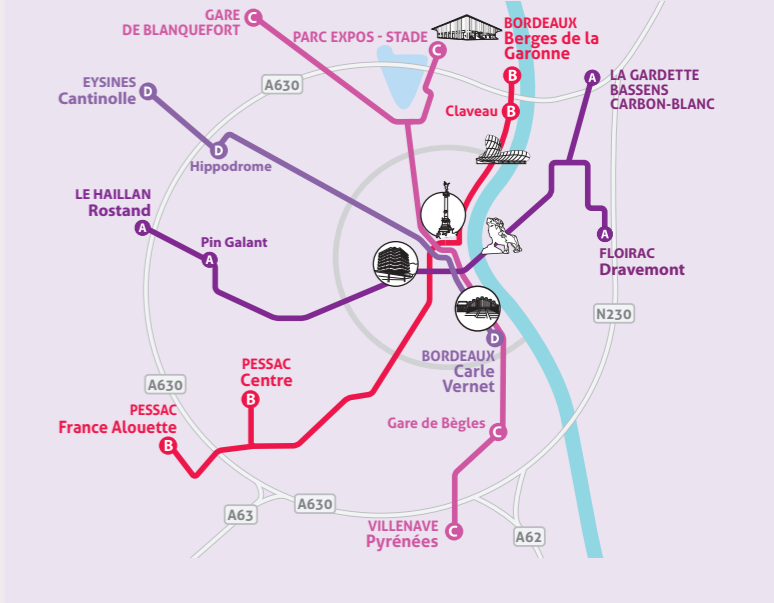 GARE
DE BLANQUEFORT
C
PARC EXPOS - STADE
C
BORDEAUX
Berges de la
Garonne
B
A630
EYSINES
Cantinolle
D
A
LA GARDETTE
BASSENS
CARBON-BLANC
Claveau
B
D
Hippodrome
LE HAILLAN
Rostand
A
Pin Galant
A
A
FLOIRAC
Dravemont
N230
D
BORDEAUX
Carle
Vernet
A630
PESSAC
Centre
B
PESSAC
France Alouette
B
Gare de Bègles
C
A63
A630
VILLENAVE
Pyrénées
C
A62